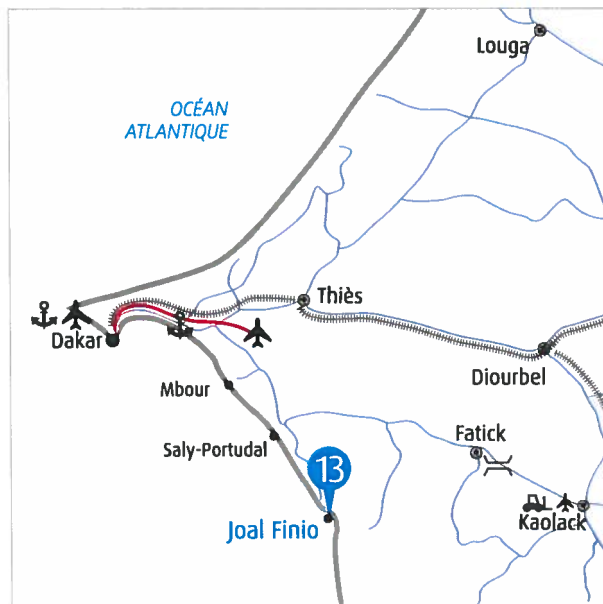 Louga
OCÉAN
ATLANTIQUE
Thiès
Dakar
Diourbel
Mbour
Fatick
Saly-Portudal
13
Kaolack
Joal Finio